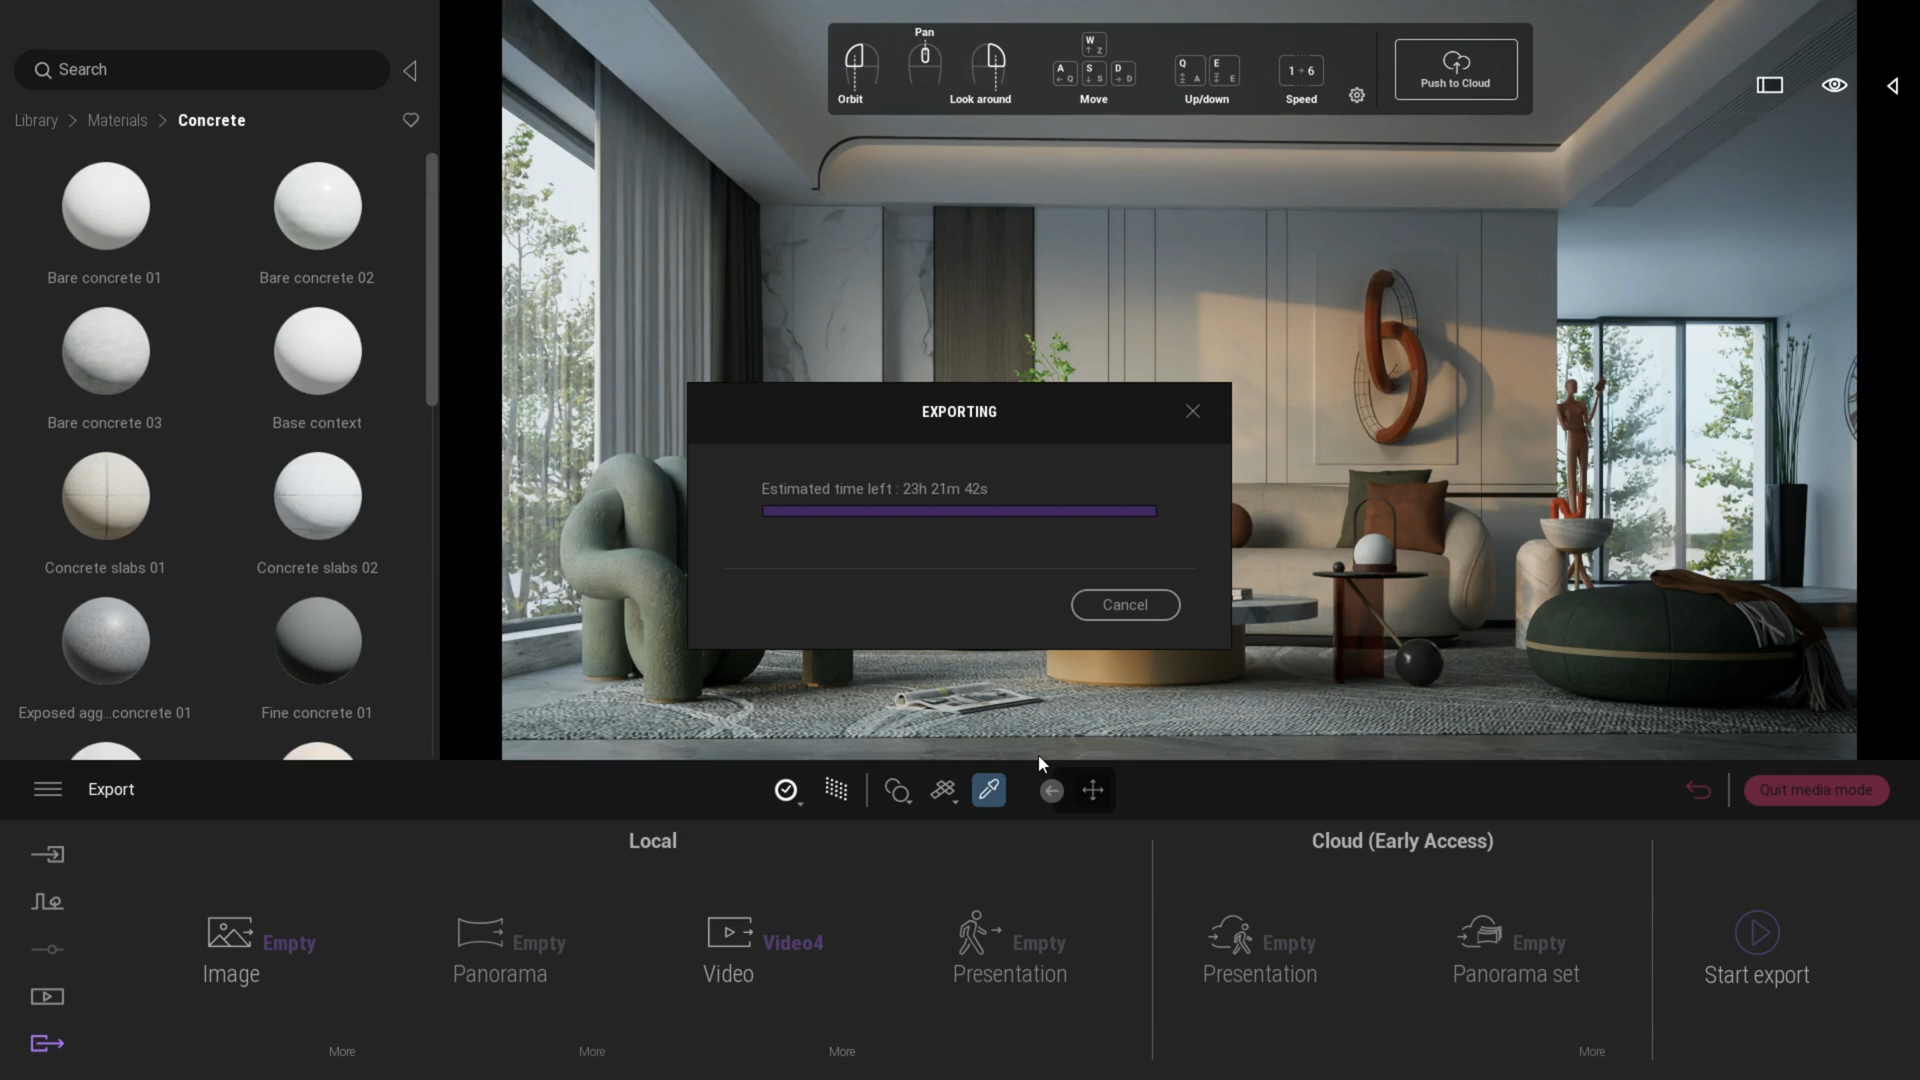 Search
Library
Materials
Concrete
Bare concrete 01
Bare concrete 02
Bare concrete 03
Base context
Concrete slabs 01
Concrete slabs 02
Exposed agg...concrete 01
Fine concrete 01
Pan
Orbit
Look around
W
Z
A
Q
S
S
D
D
Move
Q
A
E
E
Up/down
1 6
Speed
Push to Cloud
EXPORTING
Estimated time left : 23h 21m 42s
Cancel
Export
Quit media mode
Local
Cloud (Early Access)
Empty
Image
More
Empty
Panorama
More
Video4
Video
More
Empty
Presentation
Empty
Presentation
Empty
Panorama set
More
Start export